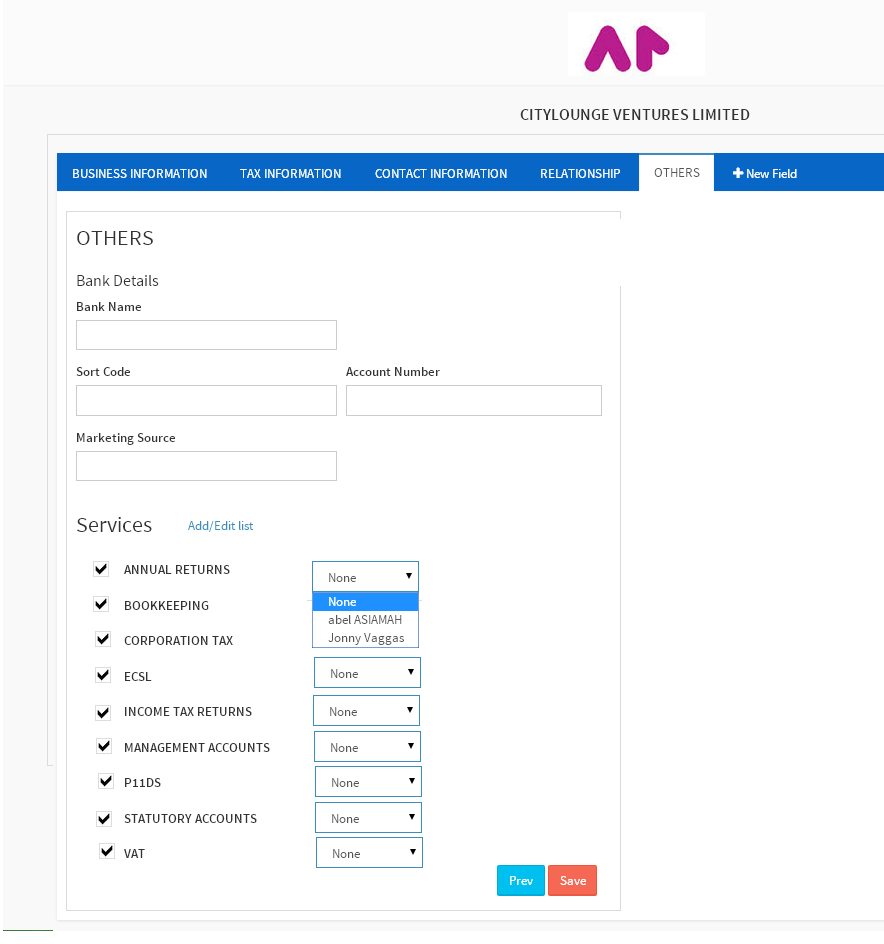 CITYLOUNGE VENTURES LIMITED
BUSINESS INFORMATION TAX INFORMATION CONTACT INFORMATION RELATIONSHIP OTHERS New Field
OTHERS
Bank Details
Bank Name
Sort Code Account Number
Marketing Source
Services Add/Edit list
ANNUAL RETURNS None
None
BOOKKEEPING
abel ASIAMAH
Jonny Vaggas
CORPORATION TAX
ECSL None
INCOME TAX RETURNS None
MANAGEMENT ACCOUNTS None
P11DS None
STATUTORY ACCOUNTS None
VAT None
Prev Save